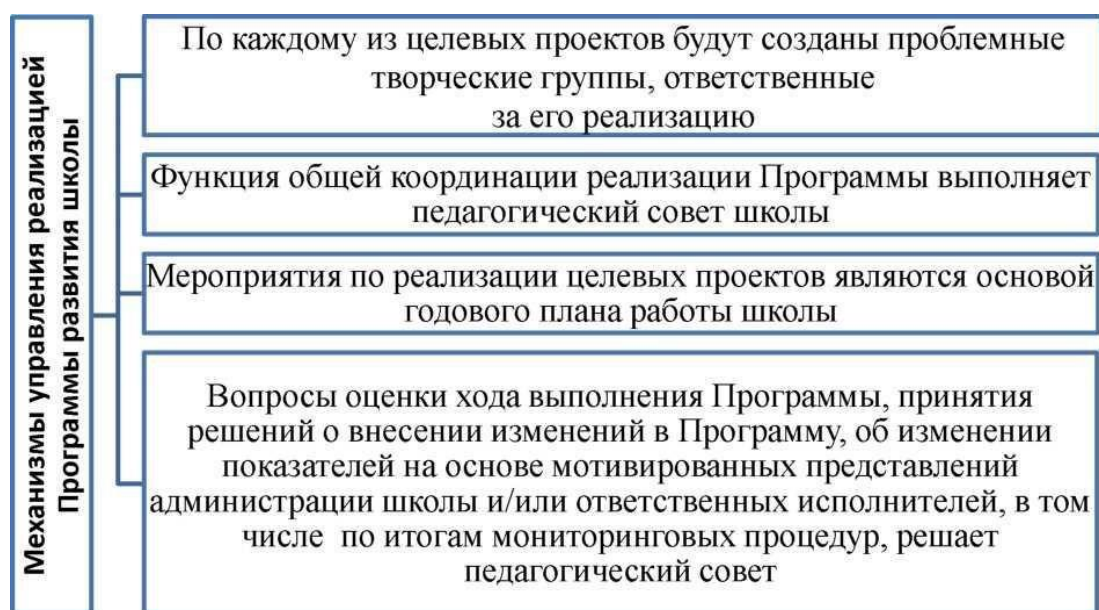 Механизмы управления реализацией
Программы развития школы
По каждому из целевых проектов будут созданы проблемные
творческие группы, ответственные
за его реализацию
Функция общей координации реализации Программы выполняет
педагогический совет школы
Мероприятия по реализации целевых проектов являются основой
годового плана работы школы
Вопросы оценки хода выполнения Программы, принятия
решений о внесении изменений в Программу, об изменении
показателей на основе мотивированных представлений
администрации школы и/или ответственных исполнителей, в том
числе по итогам мониторинговых процедур, решает
педагогический совет